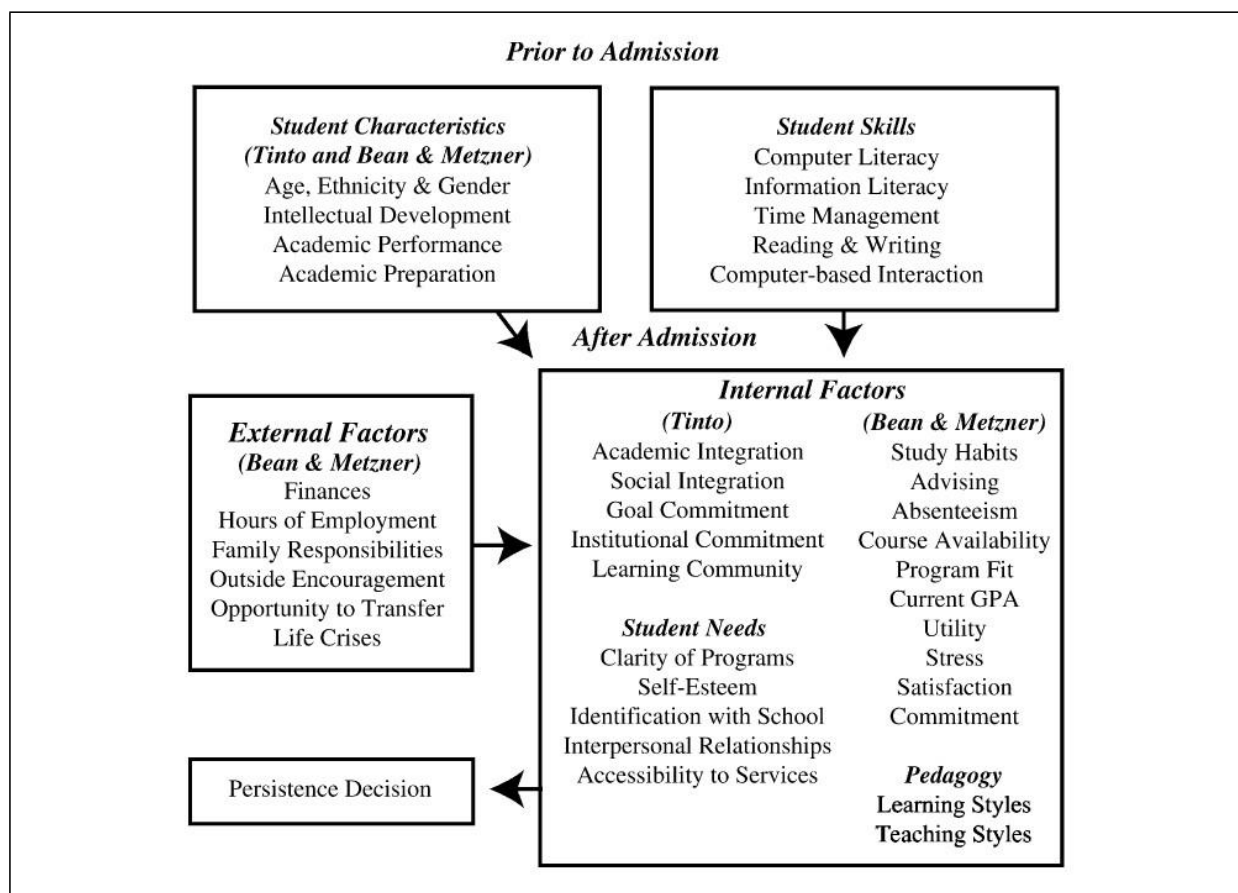 Prior to Admission
Student Characteristics
(Tinto and Bean & Metzner)
Age, Ethnicity & Gender
Intellectual Development
Academic Performance
Academic Preparation
Student Skills
Computer Literacy
Information Literacy
Time Management
Reading & Writing
Computer-based Interaction
After Admission
External Factors
(Bean & Metzner)
Finances
Hours of Employment
Family Responsibilities
Outside Encouragement
Opportunity to Transfer
Life Crises
Internal Factors
(Tinto)
Academic Integration
Social Integration
Goal Commitment
Institutional Commitment
Learning Community
Student Needs
Clarity of Programs
Self-Esteem
Identification with School
Interpersonal Relationships
Accessibility to Services
(Bean & Metzner)
Study Habits
Advising
Absenteeism
Course Availability
Program Fit
Current GPA
Utility
Stress
Satisfaction
Commitment
Pedagogy
Learning Styles
Teaching Styles
Persistence Decision